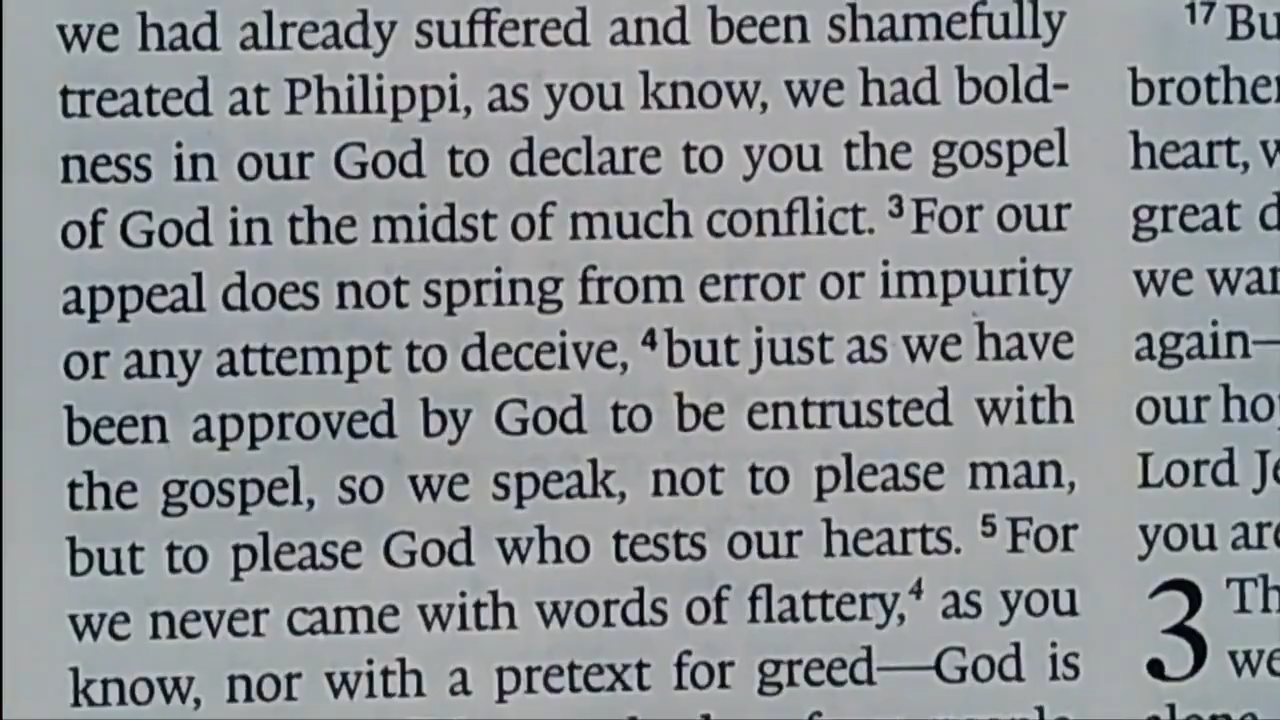 we had already suffered and been shamefully
treated at Philippi, as you know, we had bold-
ness in our God to declare to you the gospel
of God in the midst of much conflict. 3 For our
appeal does not spring from error or impurity
or any attempt to deceive, 4 but just as we have
been approved by God to be entrusted with
the gospel, so we speak, not to please man,
but to please God who tests our hearts. 5 For
we never came with words of flattery,4 as you
know, nor with a pretext for greed—God is
17 Bu
brother
heart, w
great d
we wan
again—
our ho
Lord Je
you are
3 Th
we